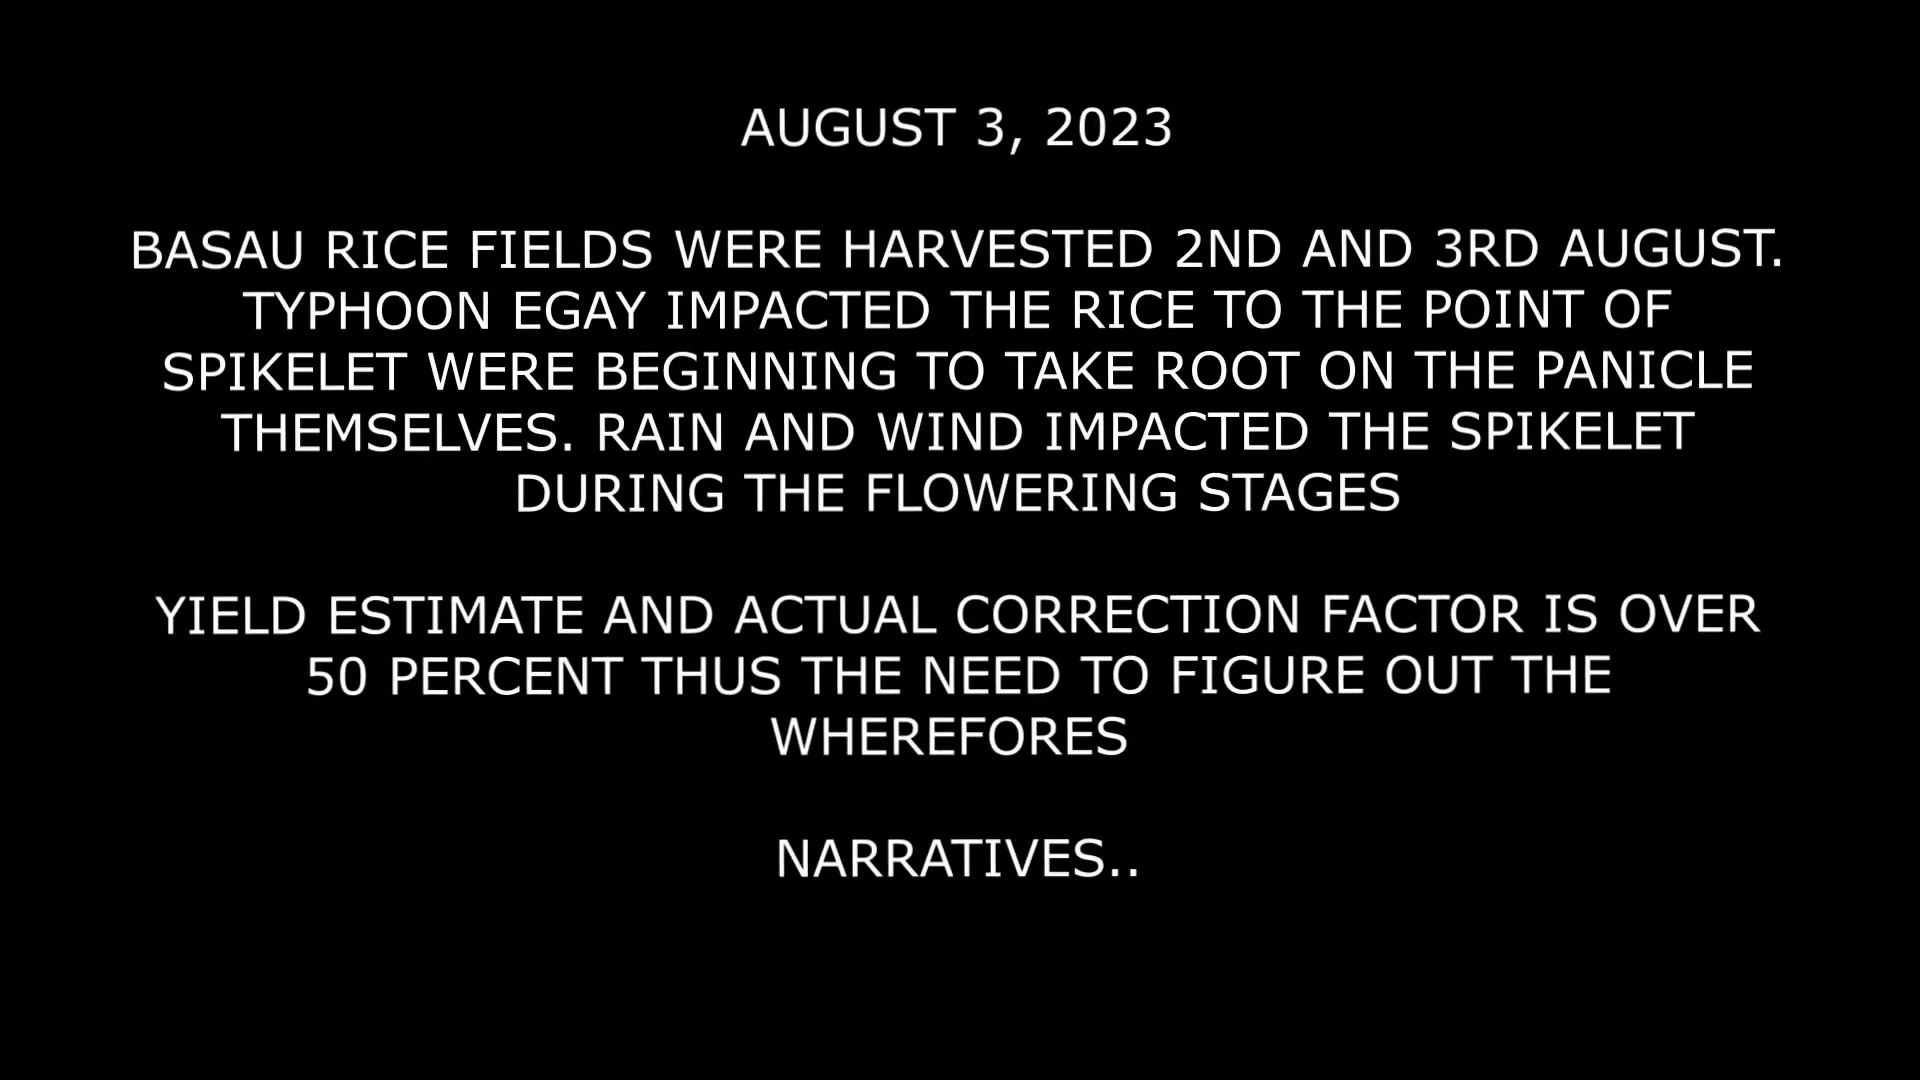 AUGUST 3, 2023
BASAU RICE FIELDS WERE HARVESTED 2ND AND 3RD AUGUST.
TYPHOON EGAY IMPACTED THE RICE TO THE POINT OF
SPIKELET WERE BEGINNING TO TAKE ROOT ON THE PANICLE
THEMSELVES. RAIN AND WIND IMPACTED THE SPIKELET
DURING THE FLOWERING STAGES
YIELD ESTIMATE AND ACTUAL CORRECTION FACTOR IS OVER
50 PERCENT THUS THE NEED TO FIGURE OUT THE
WHEREFORES
NARRATIVES..